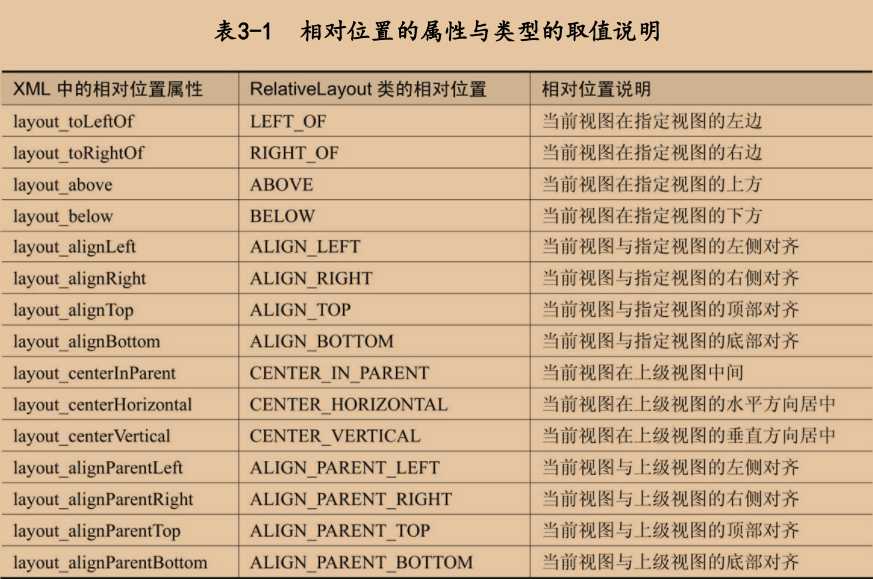 表3-1 相对位置的属性与类型的取值说明
XML 中的相对位置属性 RelativeLayout 类的相对位置 相对位置说明
layout_toLeftOf LEFT_OF 当前视图在指定视图的左边
layout_toRightOf RIGHT_OF 当前视图在指定视图的右边
layout_above ABOVE 当前视图在指定视图的上方
layout_below BELOW 当前视图在指定视图的下方
layout_alignLeft ALIGN_LEFT 当前视图与指定视图的左侧对齐
layout_alignRight ALIGN_RIGHT 当前视图与指定视图的右侧对齐
layout_alignTop ALIGN_TOP 当前视图与指定视图的顶部对齐
layout_alignBottom ALIGN_BOTTOM 当前视图与指定视图的底部对齐
layout_centerInParent CENTER_IN_PARENT 当前视图在上级视图中间
layout_centerHorizontal CENTER_HORIZONTAL 当前视图在上级视图的水平方向居中
layout_centerVertical CENTER_VERTICAL 当前视图在上级视图的垂直方向居中
layout_alignParentLeft ALIGN_PARENT_LEFT 当前视图与上级视图的左侧对齐
layout_alignParentRight ALIGN_PARENT_RIGHT 当前视图与上级视图的右侧对齐
layout_alignParentTop ALIGN_PARENT_TOP 当前视图与上级视图的顶部对齐
layout_alignParentBottom ALIGN_PARENT_BOTTOM 当前视图与上级视图的底部对齐